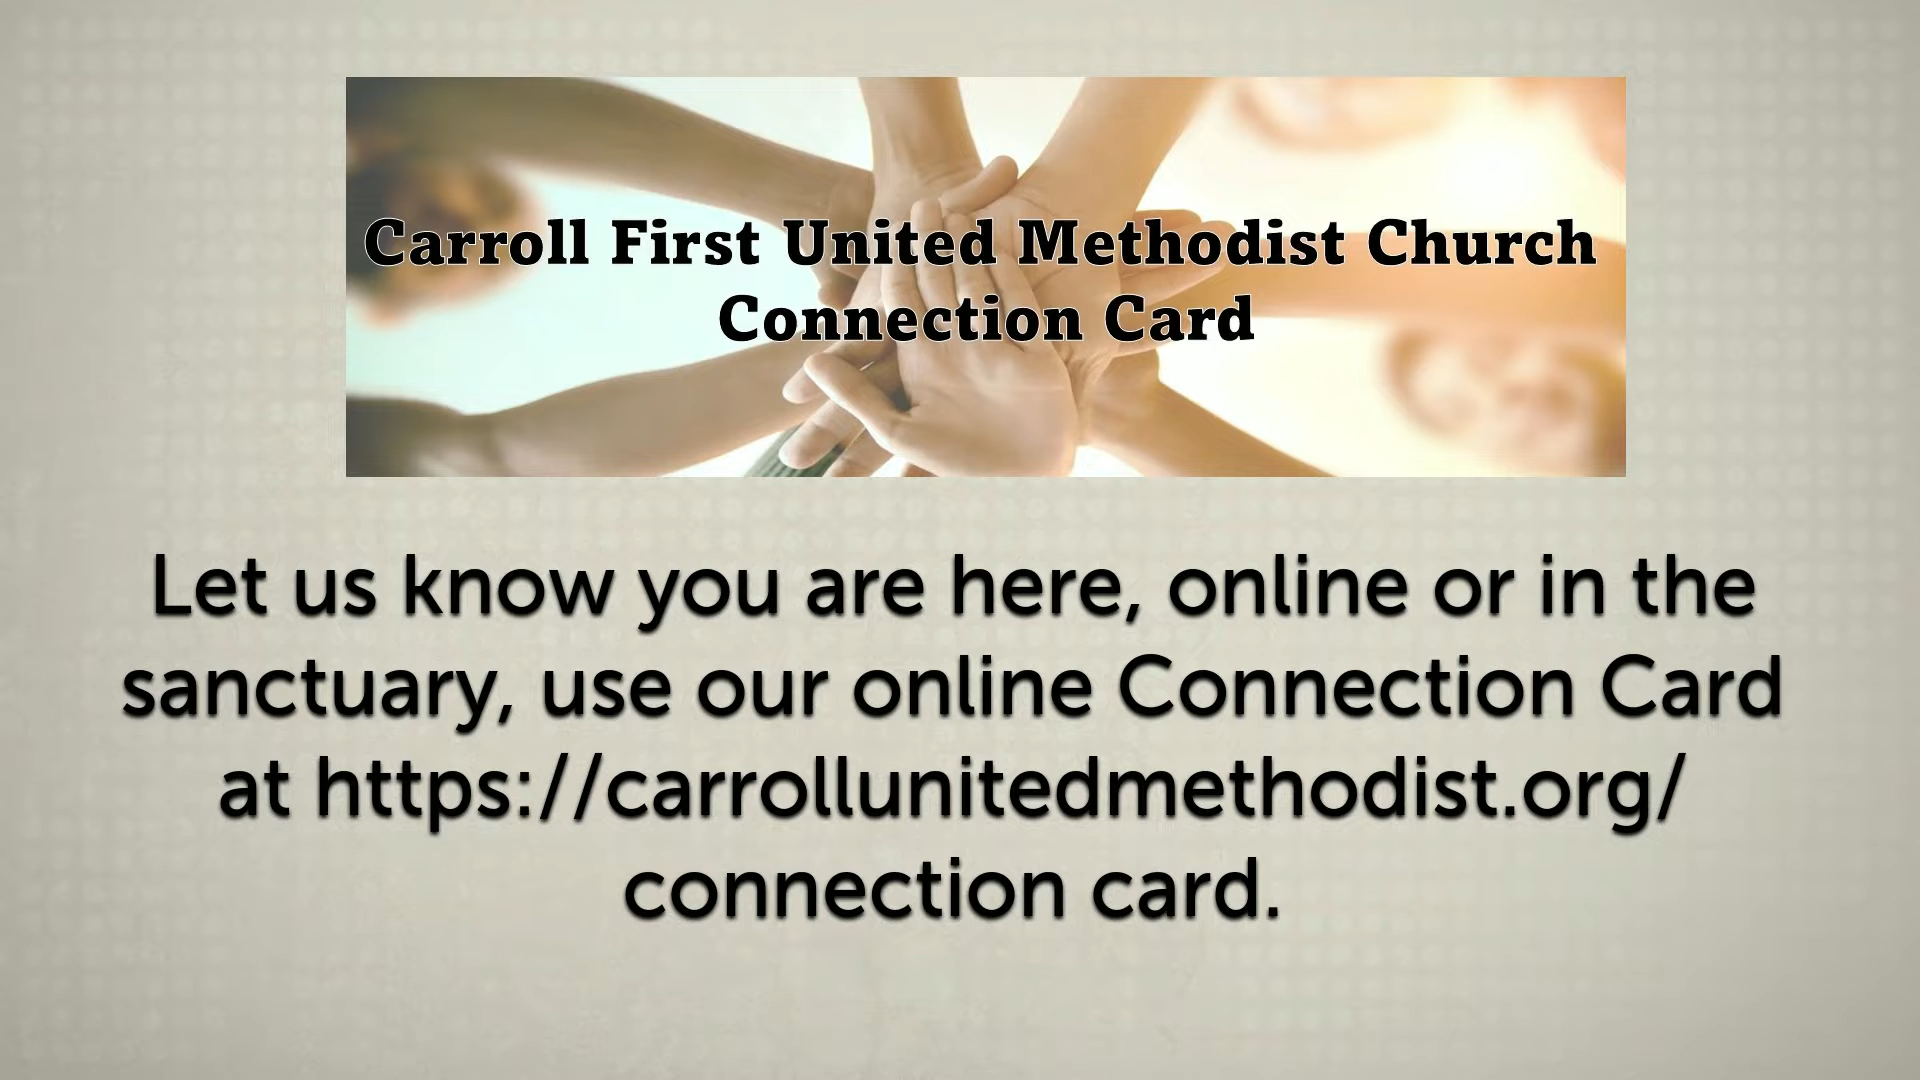 Carroll First United Methodist Church
Connection Card
Let us know you are here, online or in the
sanctuary, use our online Connection Card
at https://carrollunitedmethodist.org/
connection card.